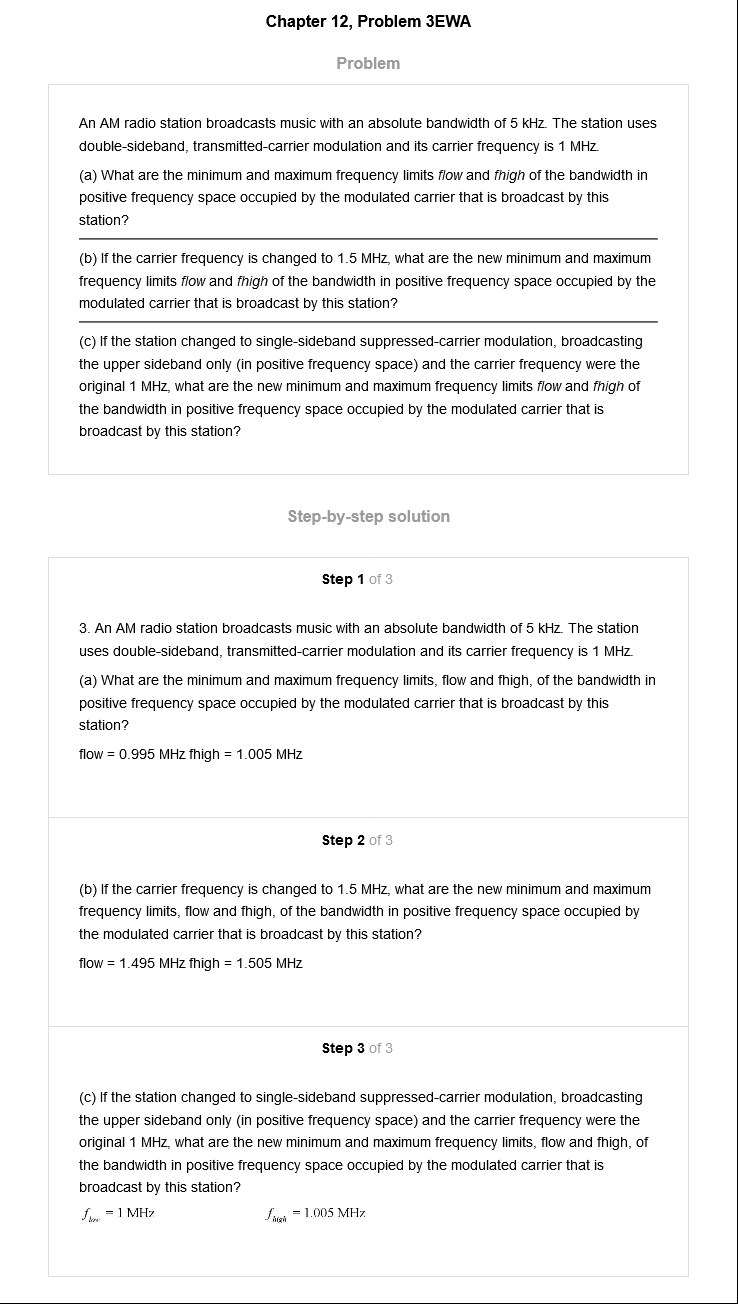 Chapter 12, Problem 3EWA
Problem
An AM radio station broadcasts music with an absolute bandwidth of 5 kHz. The station uses
double-sideband, transmitted-carrier modulation and its carrier frequency is 1 MHz.
(a) What are the minimum and maximum frequency limits flow and fhigh of the bandwidth in
positive frequency space occupied by the modulated carrier that is broadcast by this
station?
(b) If the carrier frequency is changed to 1.5 MHz, what are the new minimum and maximum
frequency limits flow and fhigh of the bandwidth in positive frequency space occupied by the
modulated carrier that is broadcast by this station?
(c) If the station changed to single-sideband suppressed-carrier modulation, broadcasting
the upper sideband only (in positive frequency space) and the carrier frequency were the
original 1 MHz, what are the new minimum and maximum frequency limits flow and fhigh of
the bandwidth in positive frequency space occupied by the modulated carrier that is
broadcast by this station?
Step-by-step solution
Step 1 of 3
3. An AM radio station broadcasts music with an absolute bandwidth of 5 kHz. The station
uses double-sideband, transmitted-carrier modulation and its carrier frequency is 1 MHz.
(a) What are the minimum and maximum frequency limits, flow and fhigh, of the bandwidth in
positive frequency space occupied by the modulated carrier that is broadcast by this
station?
flow = 0.995 MHz fhigh = 1.005 MHz
Step 2 of 3
(b) If the carrier frequency is changed to 1.5 MHz, what are the new minimum and maximum
frequency limits, flow and fhigh, of the bandwidth in positive frequency space occupied by
the modulated carrier that is broadcast by this station?
flow = 1.495 MHz fhigh = 1.505 MHz
Step 3 of 3
(c) If the station changed to single-sideband suppressed-carrier modulation, broadcasting
the upper sideband only (in positive frequency space) and the carrier frequency were the
original 1 MHz, what are the new minimum and maximum frequency limits, flow and fhigh, of
the bandwidth in positive frequency space occupied by the modulated carrier that is
broadcast by this station?
f_low = 1 MHz f_high = 1.005 MHz